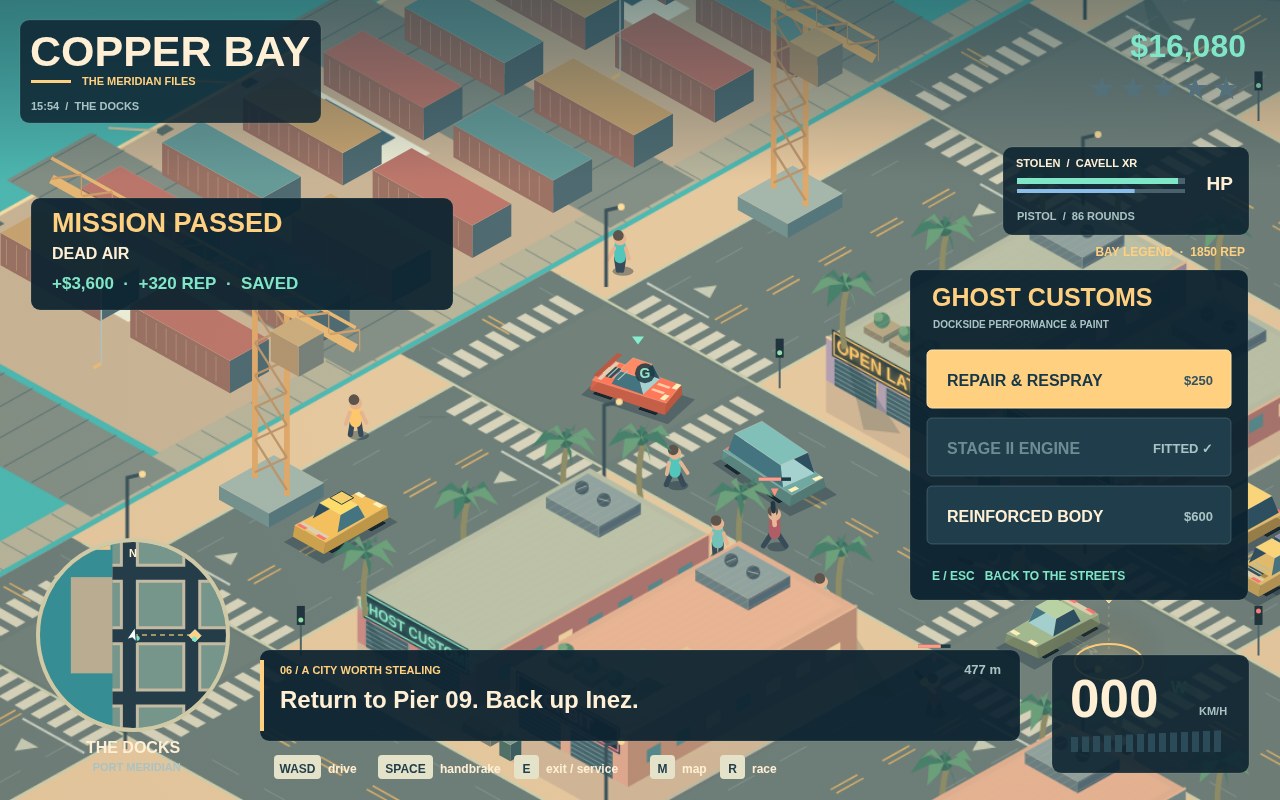 COPPER BAY
THE MERIDIAN FILES
15:54 / THE DOCKS
$16,080
STOLEN / CAVELL XR
HP
PISTOL / 86 ROUNDS
BAY LEGEND · 1850 REP
MISSION PASSED
DEAD AIR
+$3,600 · +320 REP · SAVED
GHOST CUSTOMS
DOCKSIDE PERFORMANCE & PAINT
REPAIR & RESPRAY $250
STAGE II ENGINE FITTED ✓
REINFORCED BODY $600
E / ESC BACK TO THE STREETS
OPEN LA
G
HOST CUSTO
N
THE DOCKS
PORT MERIDIAN
06 / A CITY WORTH STEALING
477 m
Return to Pier 09. Back up Inez.
WASD drive SPACE handbrake E exit / service M map R race
000 KM/H